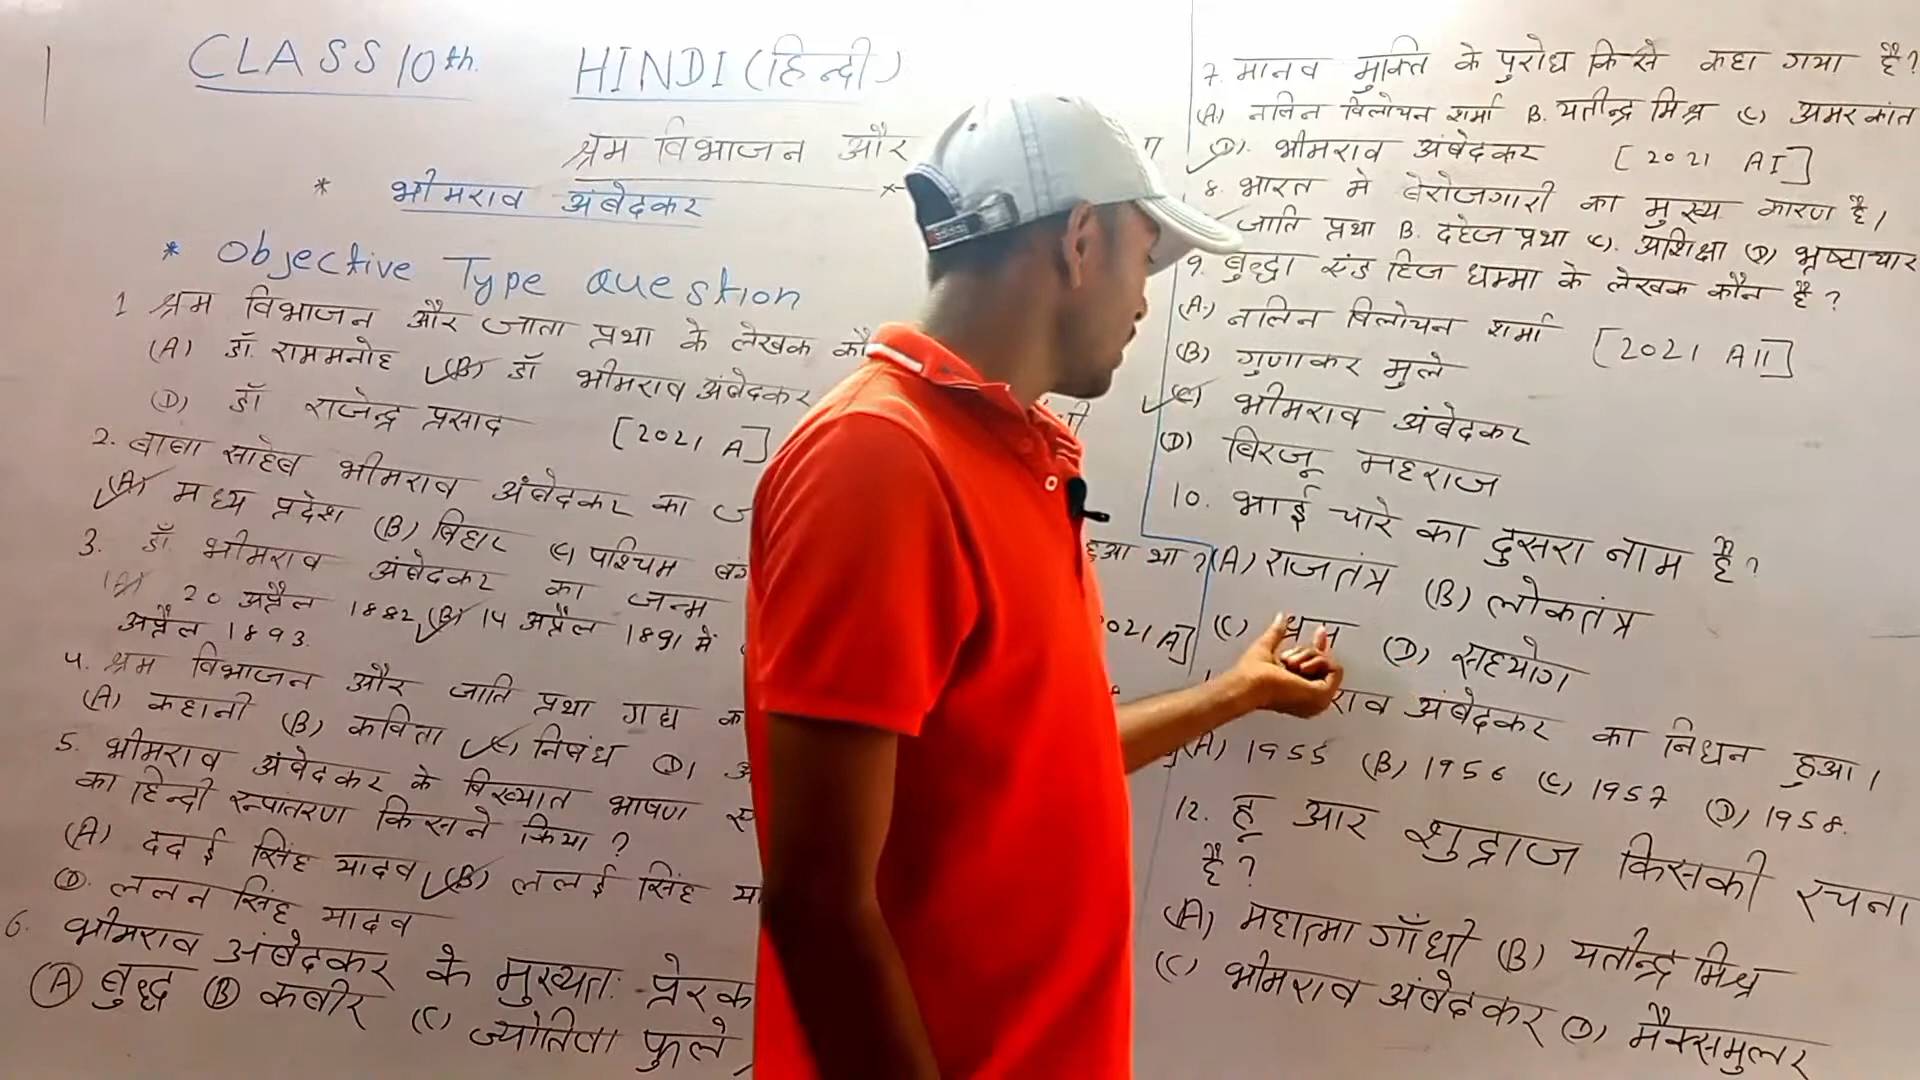 CLASS 10th. HINDI (हिन्दी)
श्रम विभाजन और
* भीमराव अंबेदकर
* Objective Type Question
1 श्रम विभाजन और जाता प्रथा के लेखक कौ
(A) डॉ. राममनोह (B) डॉ भीमराव अंबेदकर
(D) डॉ राजेन्द्र प्रसाद [2021 A]
2. बाबा साहेब भीमराव अंबेदकर का ज
(A) मध्य प्रदेश (B) बिहार (C) पश्चिम बंग
3. डॉ. भीमराव अंबेदकर का जन्म हुआ था ?
(A) 20 अप्रैल 1882 (B) 14 अप्रैल 1891 में
अप्रैल 1893. 021 A]
4. श्रम विभाजन और जाति प्रथा गद्य क
(A) कहानी (B) कविता (C) निबंध (D)
5. भीमराव अंबेदकर के विख्यात भाषण
का हिन्दी रूपांतरण किसने किया ?
(A) ददई सिंह यादव (B) ललई सिंह या
(D). ललन सिंह यादव
6. भीमराव अंबेदकर के मुख्यत: प्रेरक
(A) बुद्ध (B) कबीर (C) ज्योतिबा फुले
7. मानव मुक्ति के पुरोध किसे कहा गया है?
(A) नलिन विलोचन शर्मा B. यतीन्द्र मिश्र (C) अमरकांत
(D). भीमराव अंबेदकर [2021 AI]
8. भारत मे बेरोजगारी का मुख्य कारण है।
जाति प्रथा B. दहेज प्रथा (C). अशिक्षा (D) भ्रष्टाचार
9. बुद्धा एंड हिज धम्मा के लेखक कौन है ?
(A) नलिन विलोचन शर्मा [2021 AII]
(B) गुणाकर मुले
(C) भीमराव अंबेदकर
(D) बिरजू महराज
10. भाई चारे का दुसरा नाम है?
(A) राजतंत्र (B) लोकतंत्र
(C) श्रम (D) सहयोग
राव अंबेदकर का निधन हुआ।
(A) 1955 (B) 1956 (C) 1957 (D) 1958.
12. हू आर शुद्राज किसकी रचना
है ?
(A) महात्मा गाँधी (B) यतीन्द्र मिश्र
(C) भीमराव अंबेदकर (D) मैक्समुलर